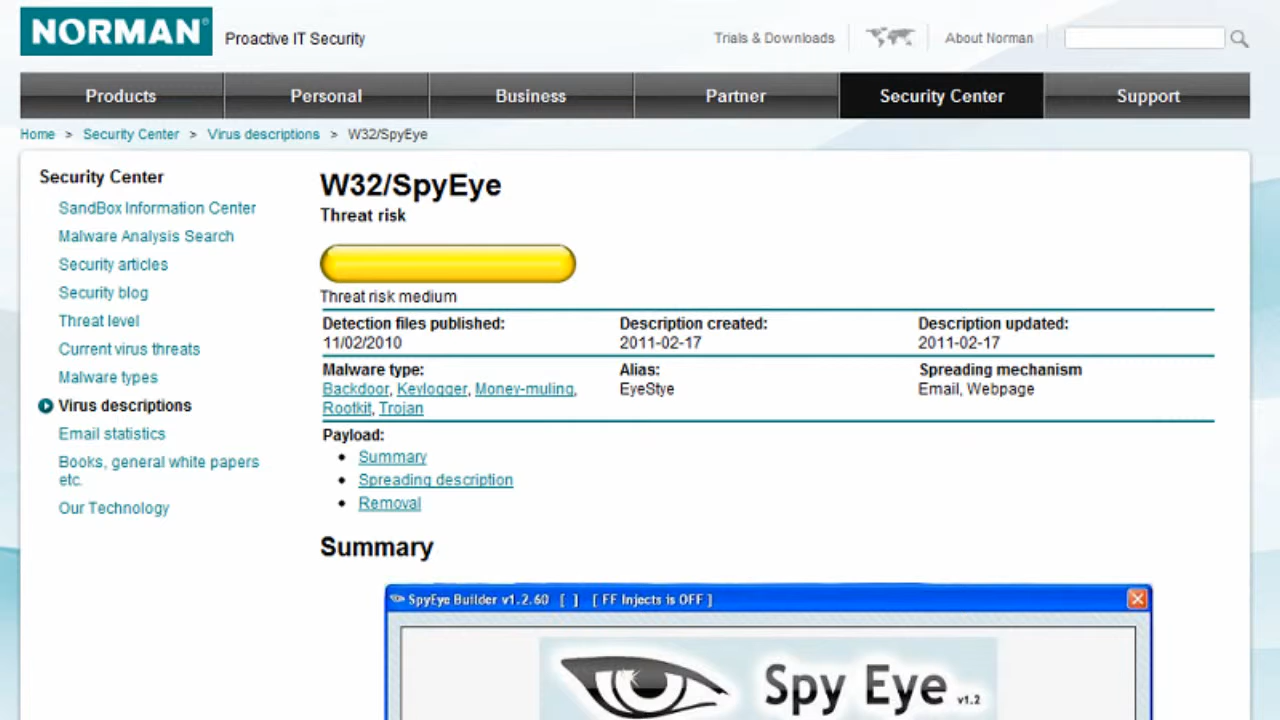 NORMAN®
Proactive IT Security
Trials & Downloads
About Norman
Products
Personal
Business
Partner
Security Center
Support
Home > Security Center > Virus descriptions > W32/SpyEye
Security Center
SandBox Information Center
Malware Analysis Search
Security articles
Security blog
Threat level
Current virus threats
Malware types
Virus descriptions
Email statistics
Books, general white papers
etc.
Our Technology
W32/SpyEye
Threat risk
Threat risk medium
Detection files published:
11/02/2010
Description created:
2011-02-17
Description updated:
2011-02-17
Malware type:
Backdoor, Keylogger, Money-muling,
Rootkit, Trojan
Alias:
EyeStye
Spreading mechanism
Email, Webpage
Payload:
• Summary
• Spreading description
• Removal
Summary
SpyEye Builder v1.2.60 [ ] [ FF Injects is OFF ]
Spy Eye v1.2